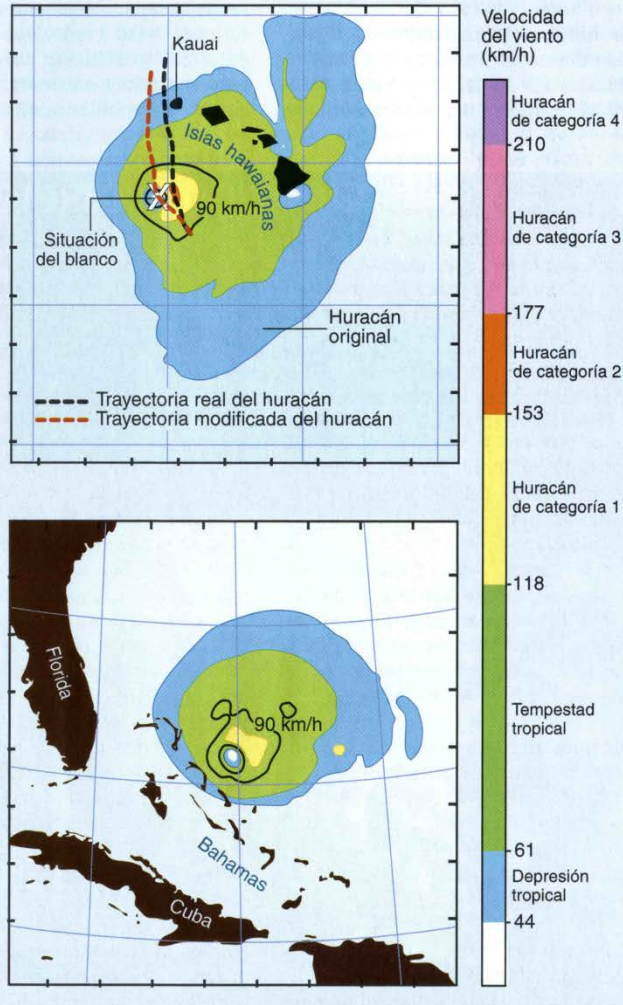 Kauai
Islas hawaianas
90 km/h
Situación
del blanco
Huracán
original
Trayectoria real del huracán
Trayectoria modificada del huracán
Florida
90 km/h
Bahamas
Cuba
Velocidad
del viento
(km/h)
Huracán
de categoría 4
210
Huracán
de categoría 3
177
Huracán
de categoría 2
153
Huracán
de categoría 1
118
Tempestad
tropical
61
Depresión
tropical
44